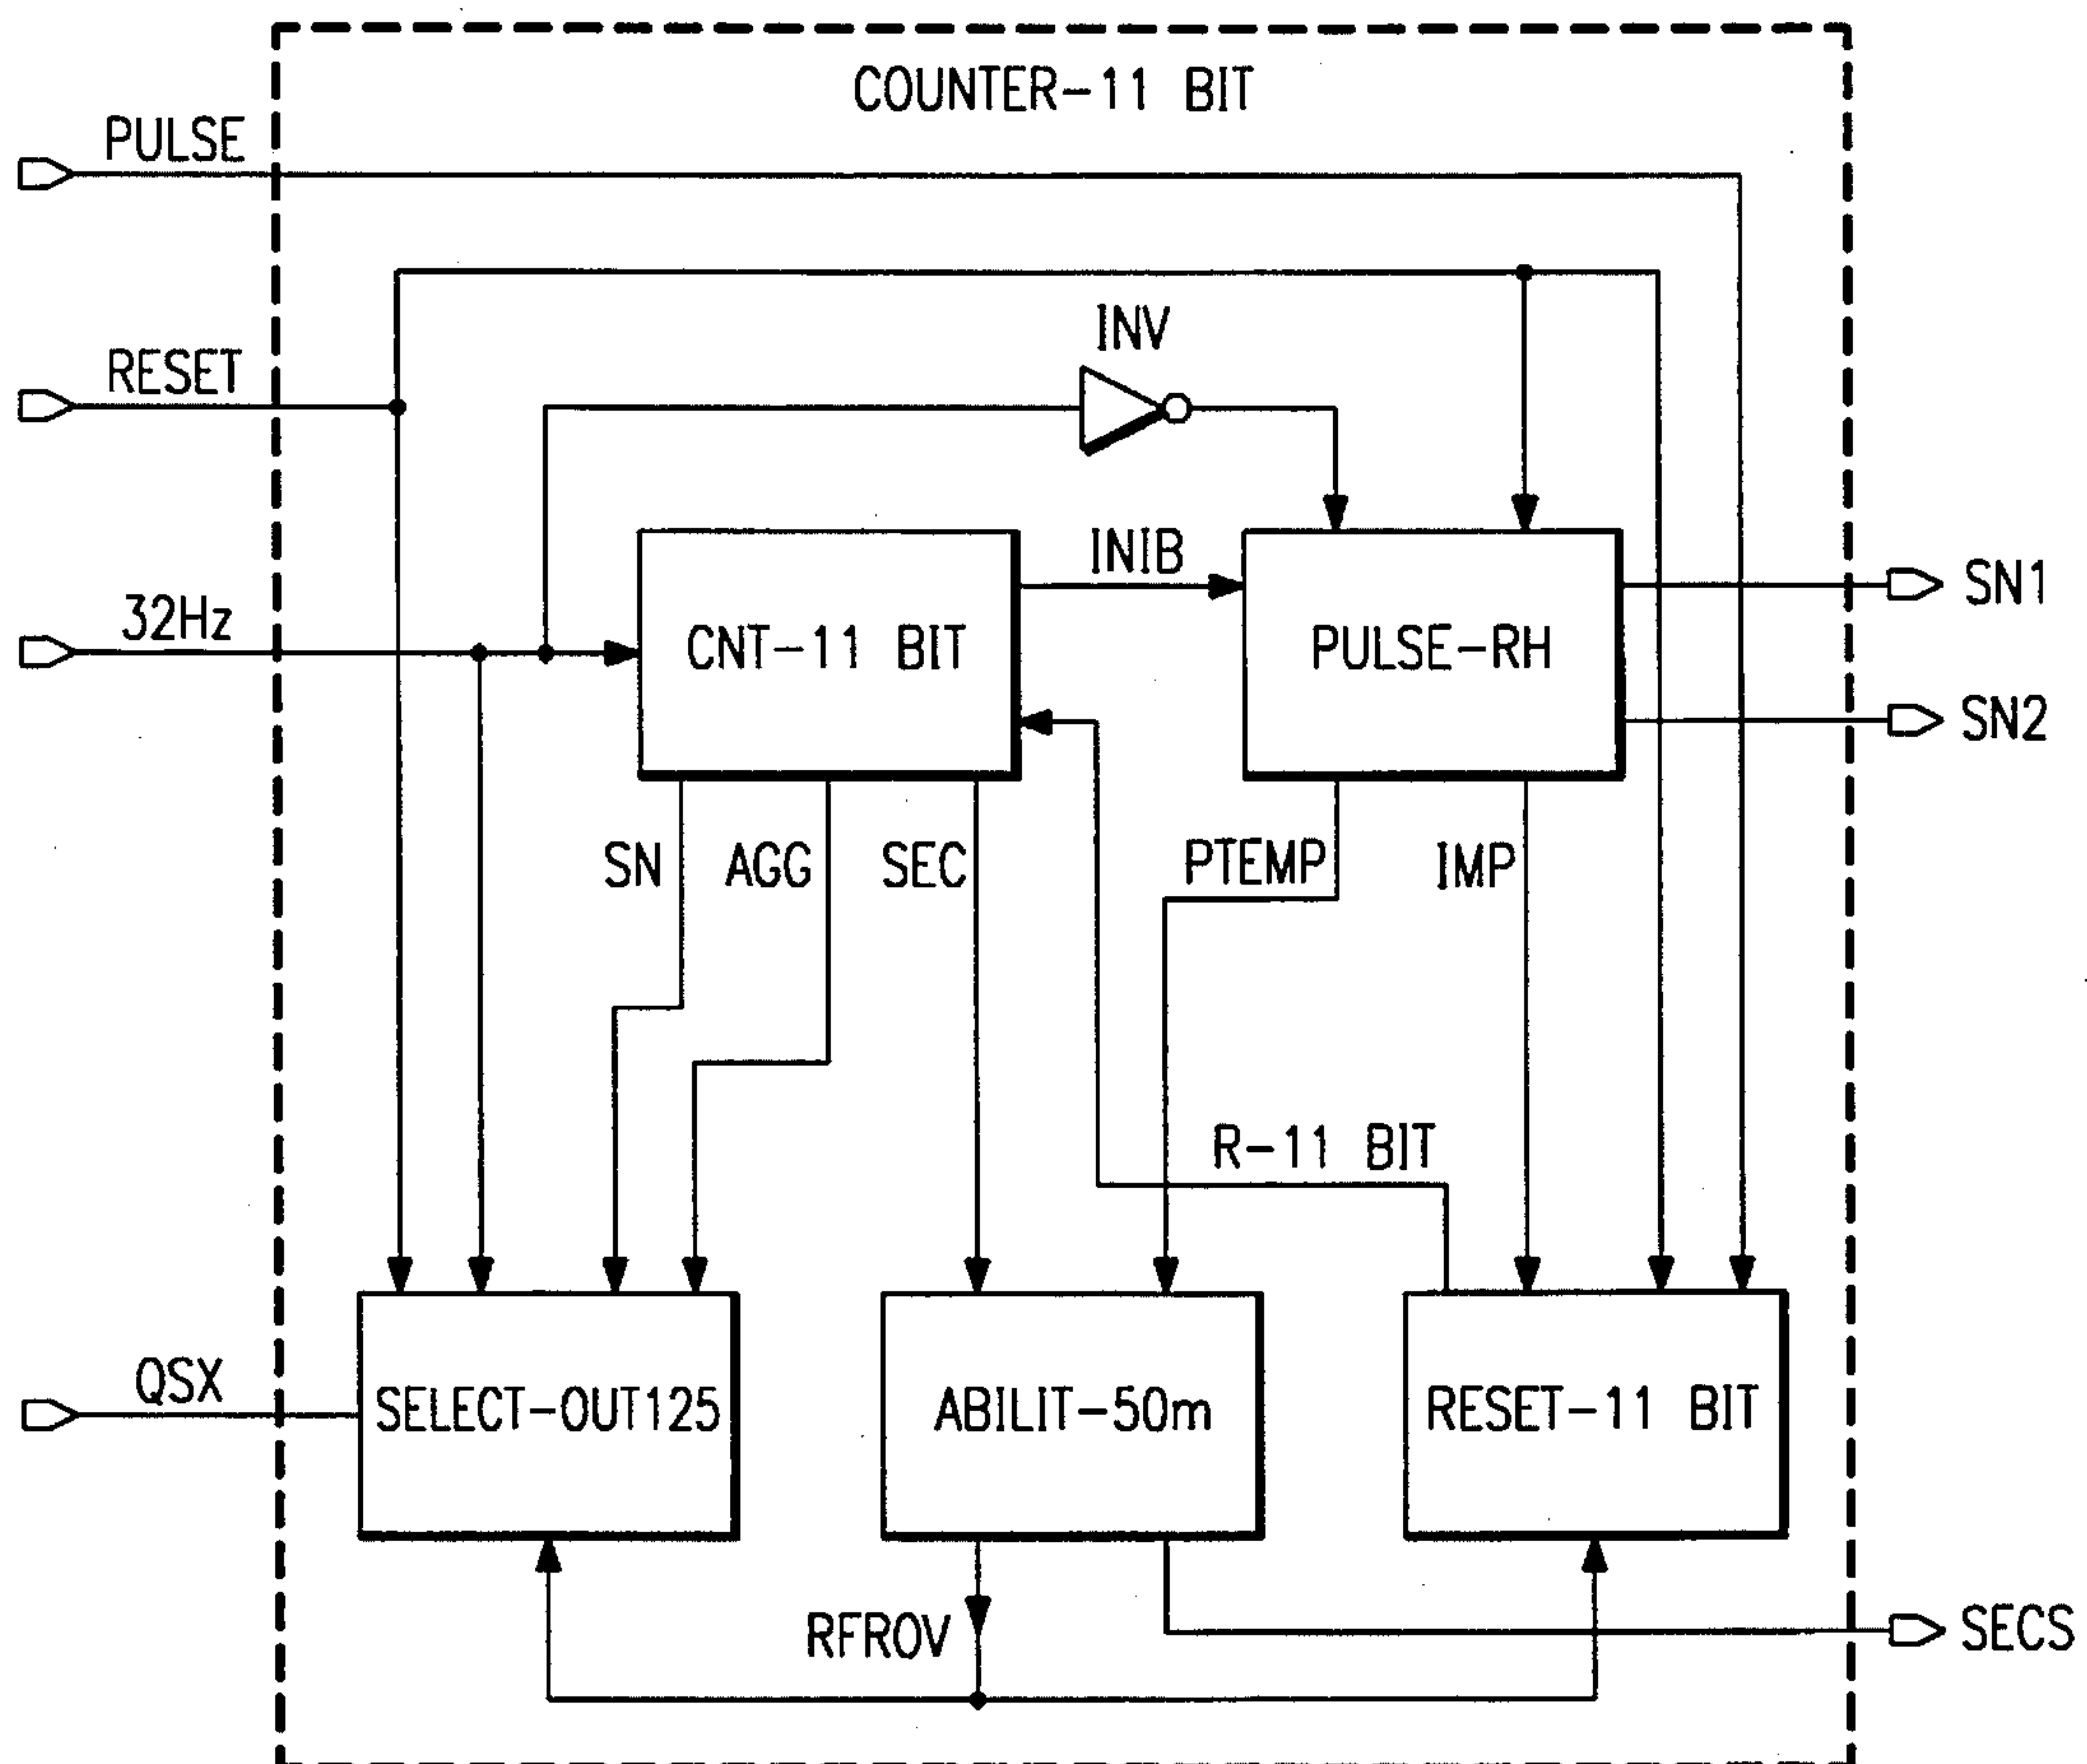 COUNTER-11 BIT
PULSE
RESET
INV
32Hz
INIB
CNT-11 BIT
PULSE-RH
SN1
SN2
SN
AGG
SEC
PTEMP
IMP
R-11 BIT
QSX
SELECT-OUT125
ABILIT-50m
RESET-11 BIT
RFROV
SECS